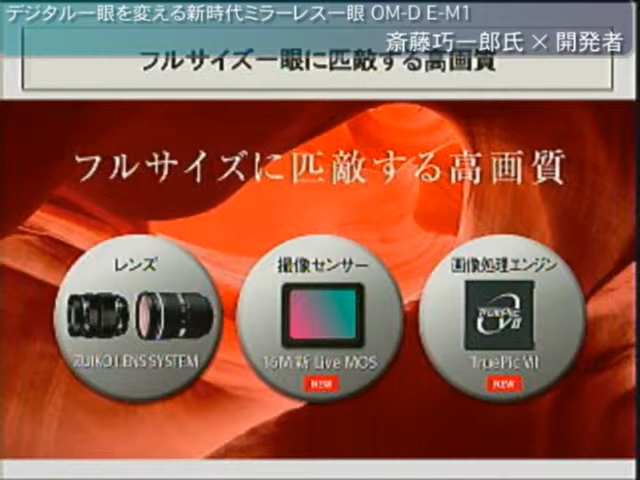 デジタル一眼を変える新時代ミラーレス一眼 OM-D E-M1
斎藤巧一郎氏 × 開発者
フルサイズ一眼に匹敵する高画質
フルサイズに匹敵する高画質
レンズ
ZUIKO LENS SYSTEM
撮像センサー
16M 新 Live MOS
NEW
画像処理エンジン
TRUEPIC VII
TruePic VII
NEW